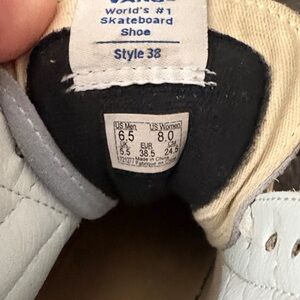 VANS
World's #1
Skateboard
Shoe
Style 38
US Men US Women
6.5 8.0
UK EUR CM
5.5 38.5 24.5
Made in China